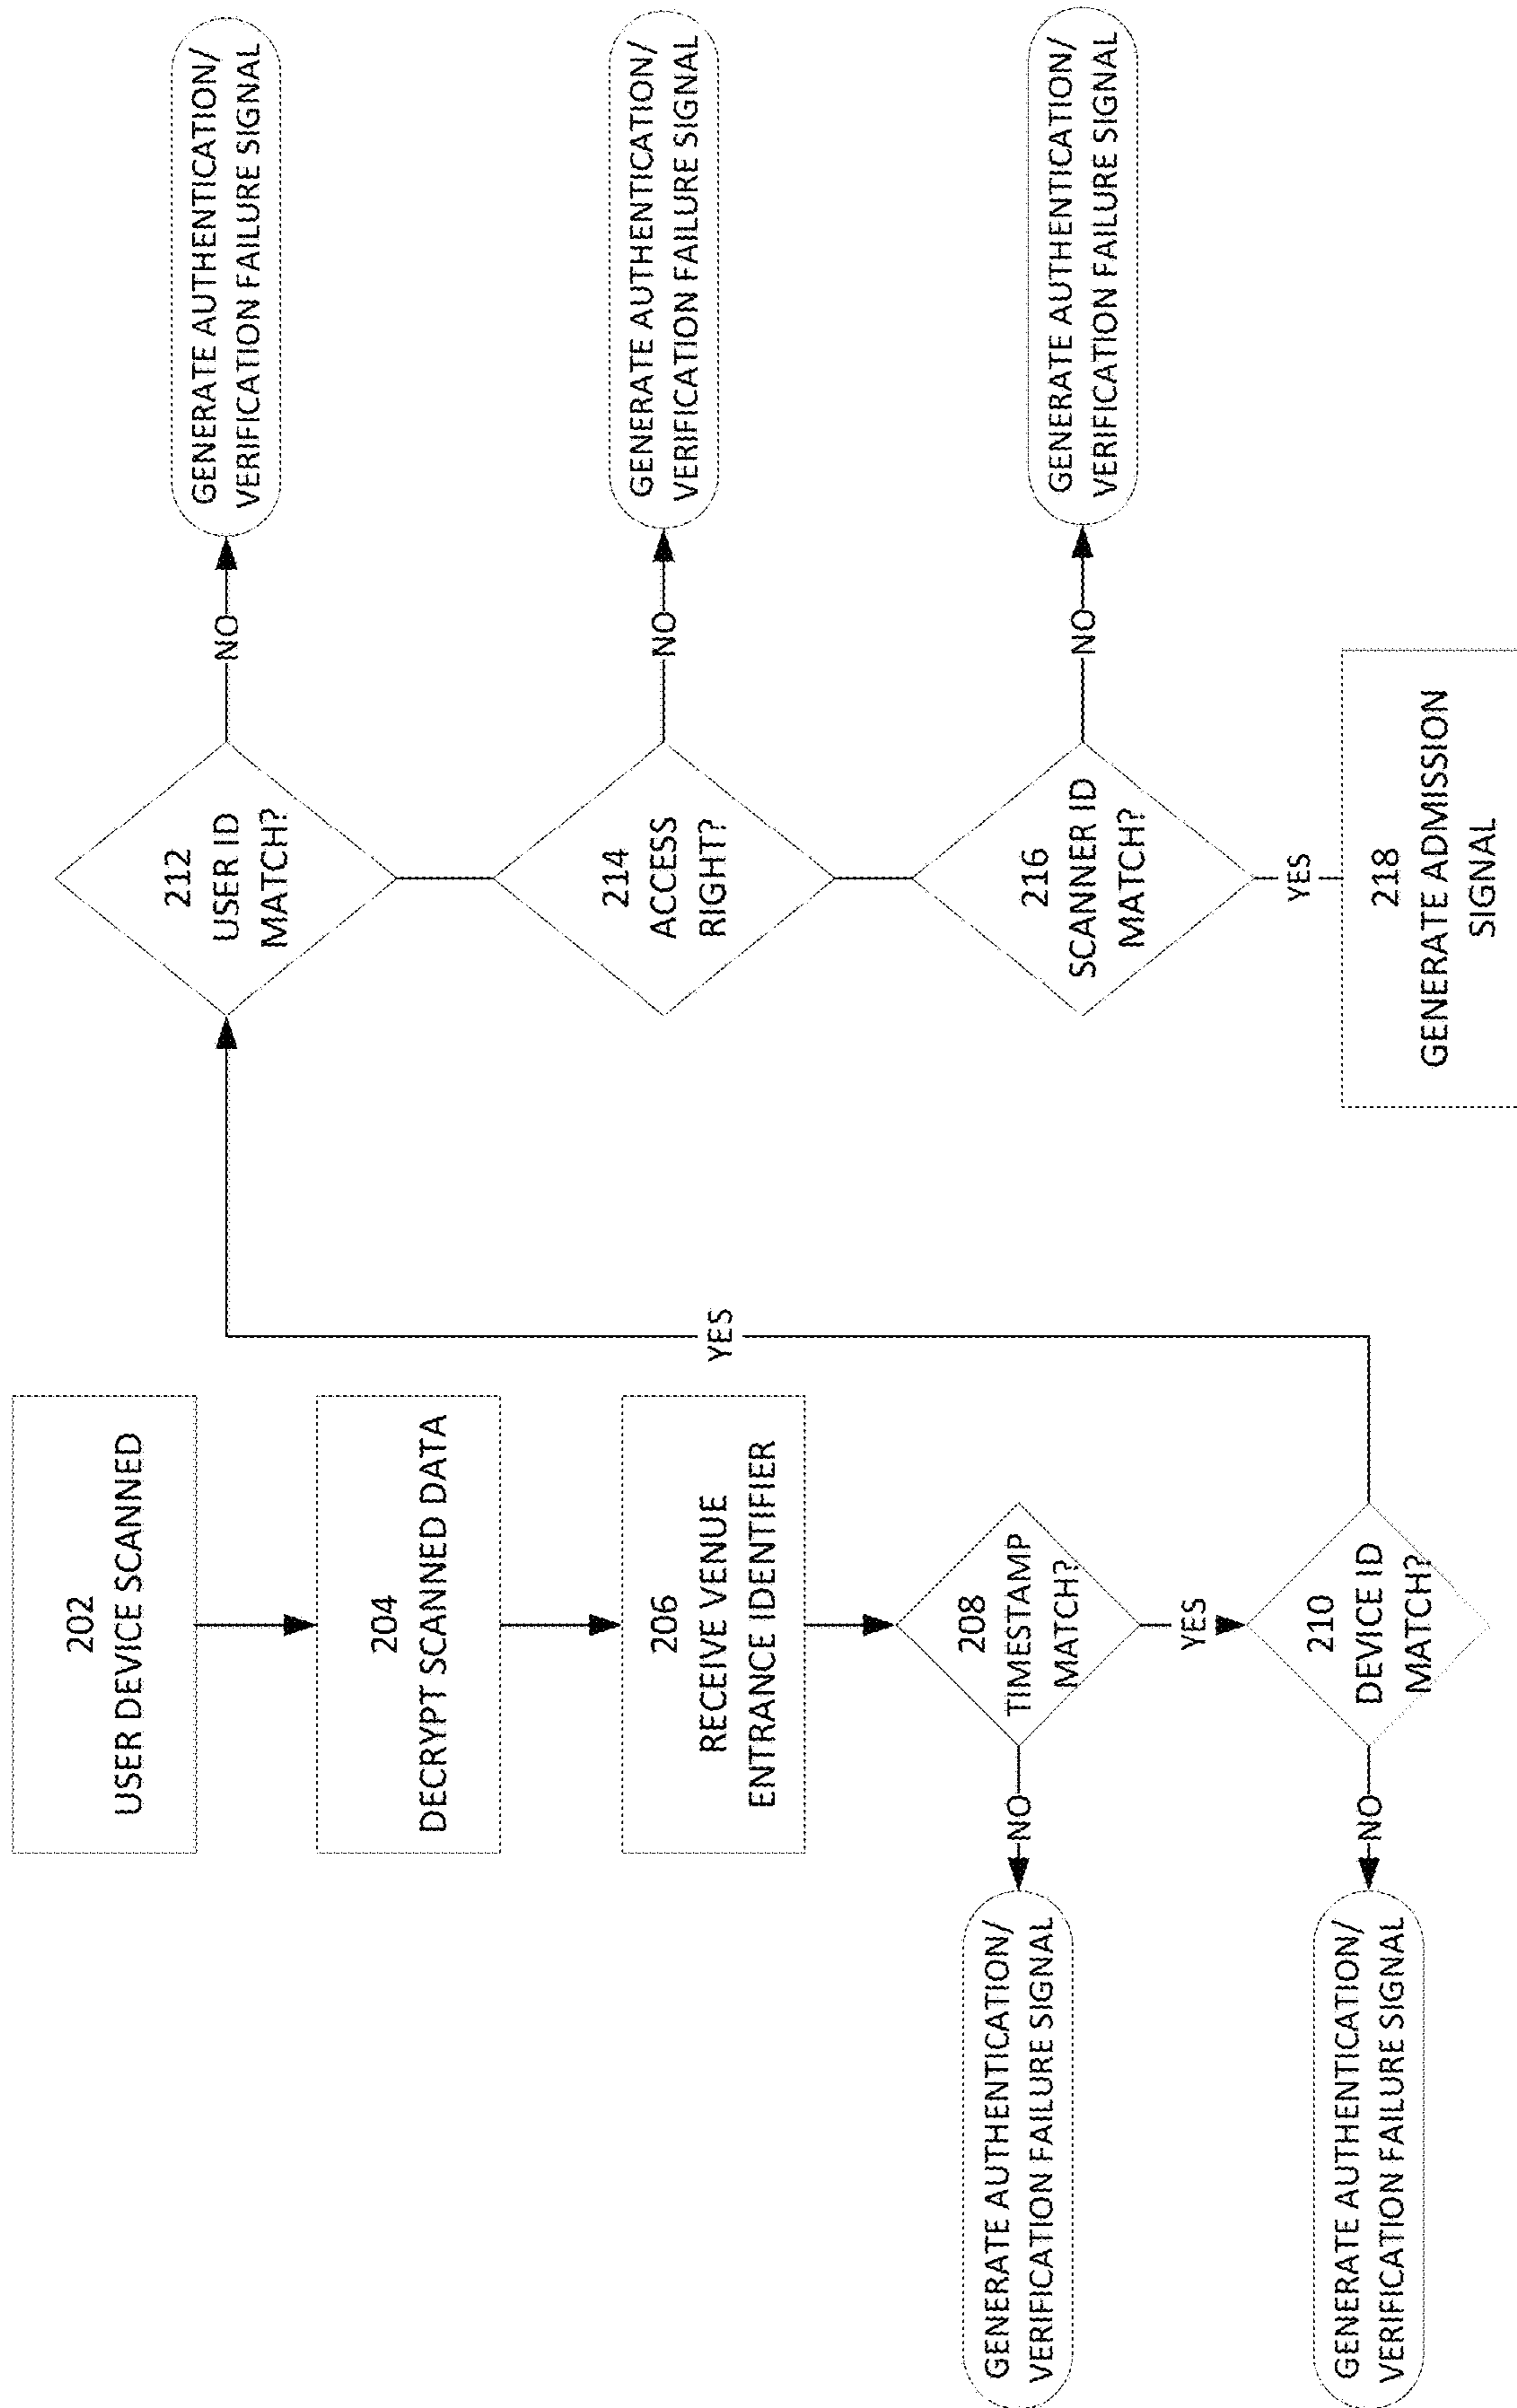 202
USER DEVICE SCANNED
204
DECRYPT SCANNED DATA
206
RECEIVE VENUE
ENTRANCE IDENTIFIER
208
TIMESTAMP
MATCH?
NO
GENERATE AUTHENTICATION/
VERIFICATION FAILURE SIGNAL
YES
210
DEVICE ID
MATCH?
NO
GENERATE AUTHENTICATION/
VERIFICATION FAILURE SIGNAL
YES
212
USER ID
MATCH?
NO
GENERATE AUTHENTICATION/
VERIFICATION FAILURE SIGNAL
214
ACCESS
RIGHT?
NO
GENERATE AUTHENTICATION/
VERIFICATION FAILURE SIGNAL
216
SCANNER ID
MATCH?
NO
GENERATE AUTHENTICATION/
VERIFICATION FAILURE SIGNAL
YES
218
GENERATE ADMISSION
SIGNAL